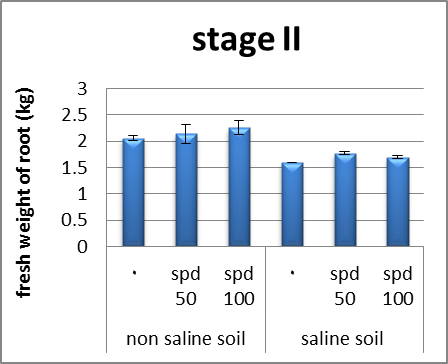 stage II
fresh weight of root (kg)
3
2.5
2
1.5
1
0.5
0
. spd 50 spd 100 . spd 50 spd 100
non saline soil saline soil